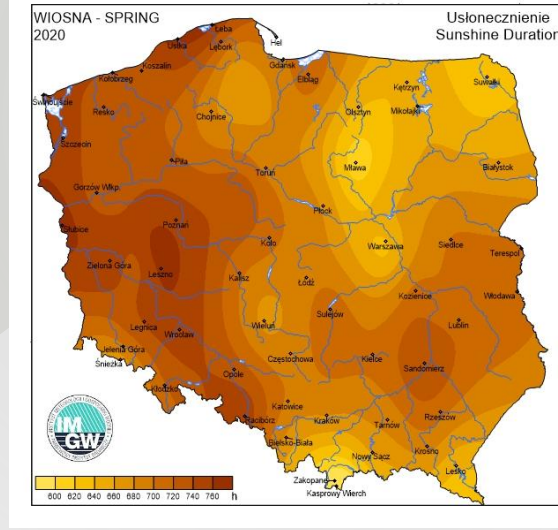 WIOSNA - SPRING
2020
Usłonecznienie
Sunshine Duration
Łeba
Ustka
Lębork
Hel
Koszalin
Gdańsk
Kołobrzeg
Elbląg
Kętrzyn
Suwałki
Świnoujście
Resko
Chojnice
Olsztyn
Mikołajki
Szczecin
Piła
Toruń
Mława
Białystok
Gorzów Wlkp.
Płock
Słubice
Poznań
Koło
Warszawa
Siedlce
Terespol
Zielona Góra
Leszno
Kalisz
Łódź
Kozienice
Włodawa
Legnica
Wrocław
Wieluń
Sulejów
Lublin
Jelenia Góra
Śnieżka
Częstochowa
Kielce
Sandomierz
Kłodzko
Opole
Racibórz
Katowice
Kraków
Tarnów
Rzeszów
Bielsko-Biała
Nowy Sącz
Krosno
Lesko
Zakopane
Kasprowy Wierch
IM
GW
600 620 640 660 680 700 720 740 760 h